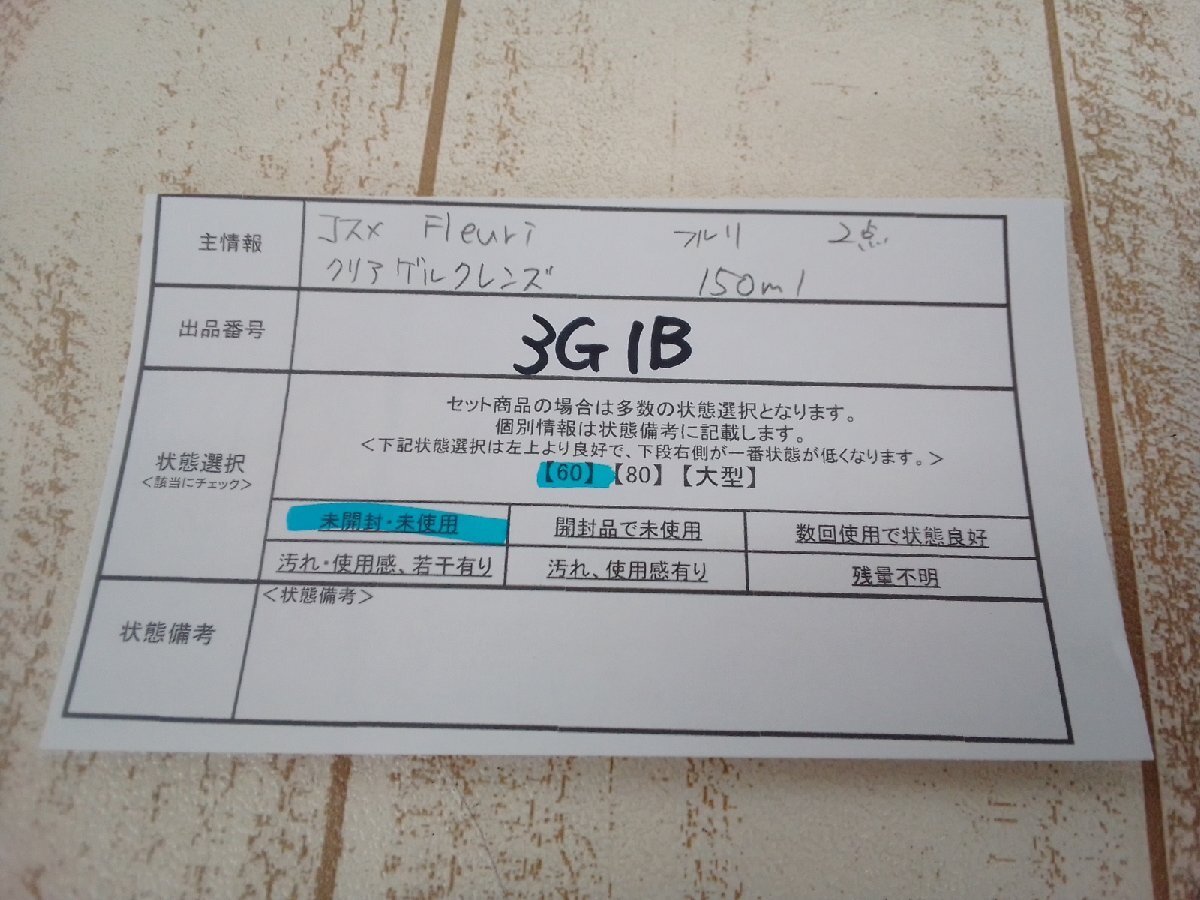 主情報
コスメ Fleuri フルリ 2点
クリアゲルクレンズ 150ml
出品番号
3G1B
状態選択
<該当にチェック>
セット商品の場合は多数の状態選択となります。
個別情報は状態備考に記載します。
<下記状態選択は左上より良好で、下段右側が一番状態が低くなります。>
【60】【80】【大型】
未開封・未使用 開封品で未使用 数回使用で状態良好
汚れ・使用感、若干有り 汚れ、使用感有り 残量不明
状態備考
<状態備考>